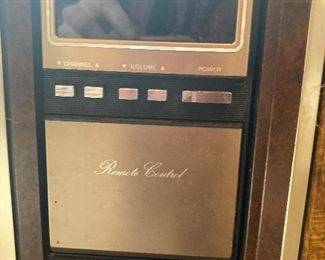 ▼ CHANNEL ▲ ▼ VOLUME ▲ POWER
Remote Control